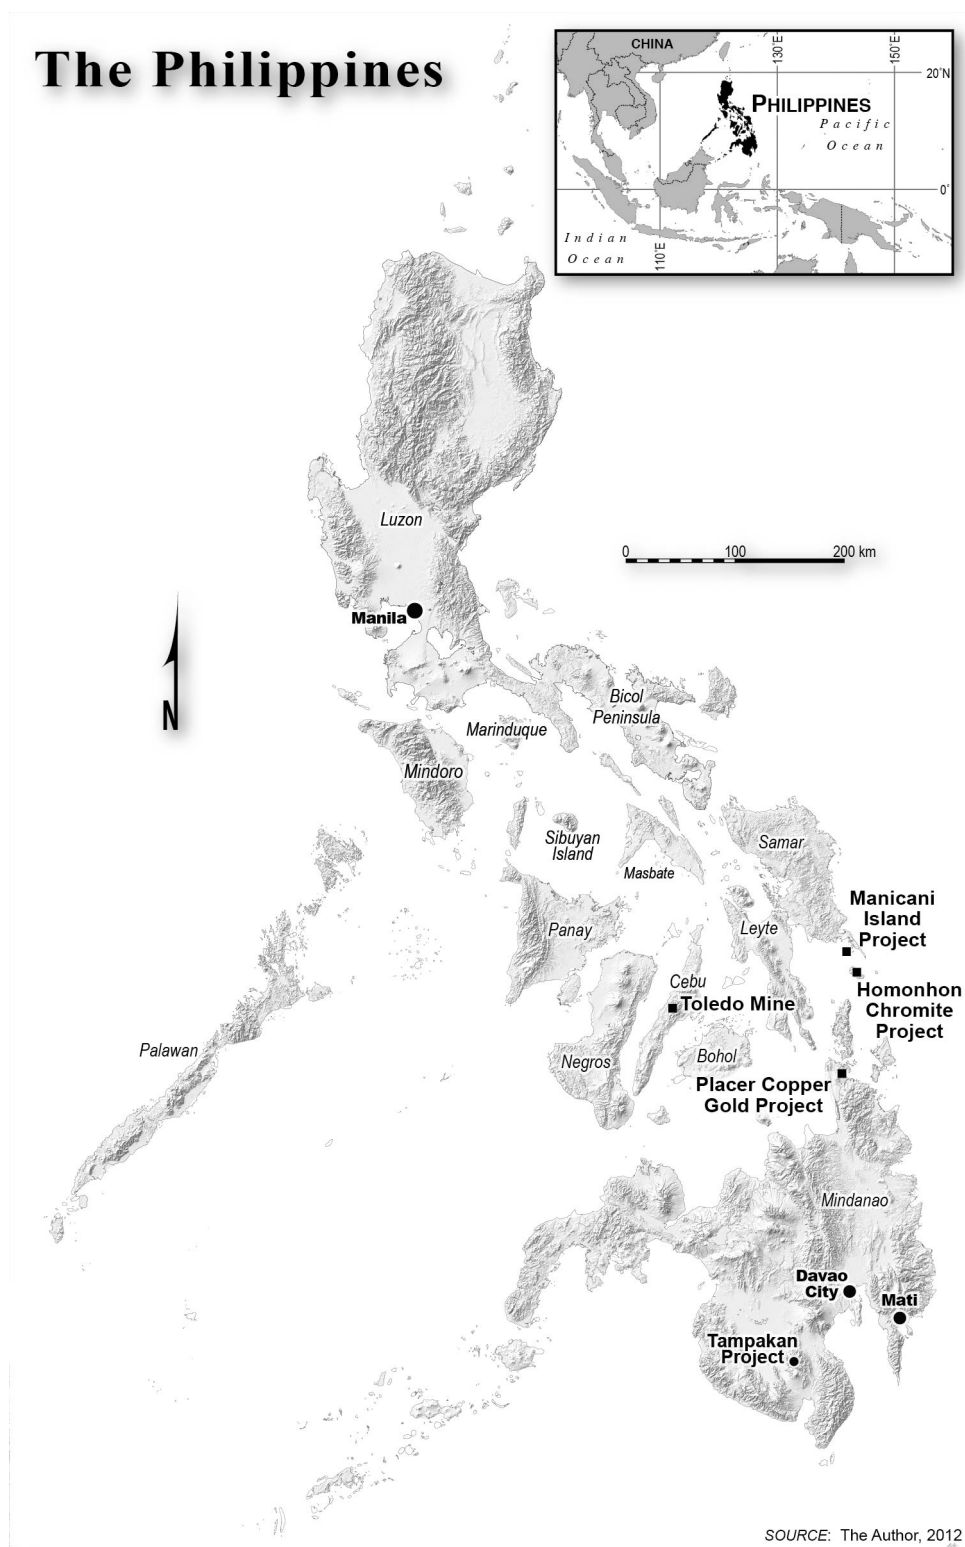 The Philippines
CHINA
130°E
150°E
20°N
PHILIPPINES
Pacific
Ocean
0°
Indian
Ocean
110°E
Luzon
0 100 200 km
Manila
N
Bicol
Peninsula
Marinduque
Mindoro
Sibuyan
Island
Masbate
Samar
Manicani
Island
Project
Panay
Leyte
Cebu
Homonhon
Chromite
Project
Toledo Mine
Palawan
Negros
Bohol
Placer Copper
Gold Project
Mindanao
Davao
City
Mati
Tampakan
Project
SOURCE: The Author, 2012